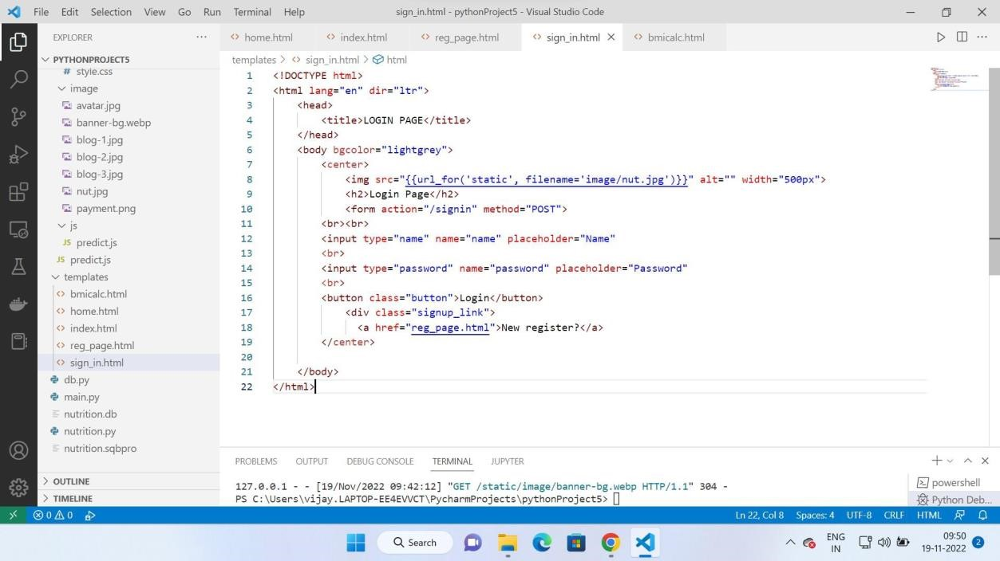 File Edit Selection View Go Run Terminal Help sign_in.html - pythonProject5 - Visual Studio Code
EXPLORER ···
PYTHONPROJECT5
# style.css
image
avatar.jpg
banner-bg.webp
blog-1.jpg
blog-2.jpg
blog-3.jpg
nut.jpg
payment.png
js
JS predict.js
JS predict.js
templates
<> bmicalc.html
<> home.html
<> index.html
<> reg_page.html
<> sign_in.html
db.py
main.py
nutrition.db
nutrition.py
nutrition.sqbpro
OUTLINE
TIMELINE
<> home.html <> index.html <> reg_page.html <> sign_in.html <> bmicalc.html
templates > <> sign_in.html > html
1 <!DOCTYPE html>
2 <html lang="en" dir="ltr">
3 <head>
4 <title>LOGIN PAGE</title>
5 </head>
6 <body bgcolor="lightgrey">
7 <center>
8 <img src="{{url_for('static', filename='image/nut.jpg')}}" alt="" width="500px">
9 <h2>Login Page</h2>
10 <form action="/signin" method="POST">
11 <br><br>
12 <input type="name" name="name" placeholder="Name"
13 <br>
14 <input type="password" name="password" placeholder="Password"
15 <br>
16 <button class="button">Login</button>
17 <div class="signup_link">
18 <a href="reg_page.html">New register?</a>
19 </center>
20
21 </body>
22 </html>
PROBLEMS OUTPUT DEBUG CONSOLE TERMINAL JUPYTER
127.0.0.1 - - [19/Nov/2022 09:42:12] "GET /static/image/banner-bg.webp HTTP/1.1" 304 -
PS C:\Users\vijay.LAPTOP-EE4EVVCT\PycharmProjects\pythonProject5>
powershell
Python Deb...
0 0 Ln 22, Col 8 Spaces: 4 UTF-8 CRLF HTML
Search
ENG
IN
09:50
19-11-2022
2